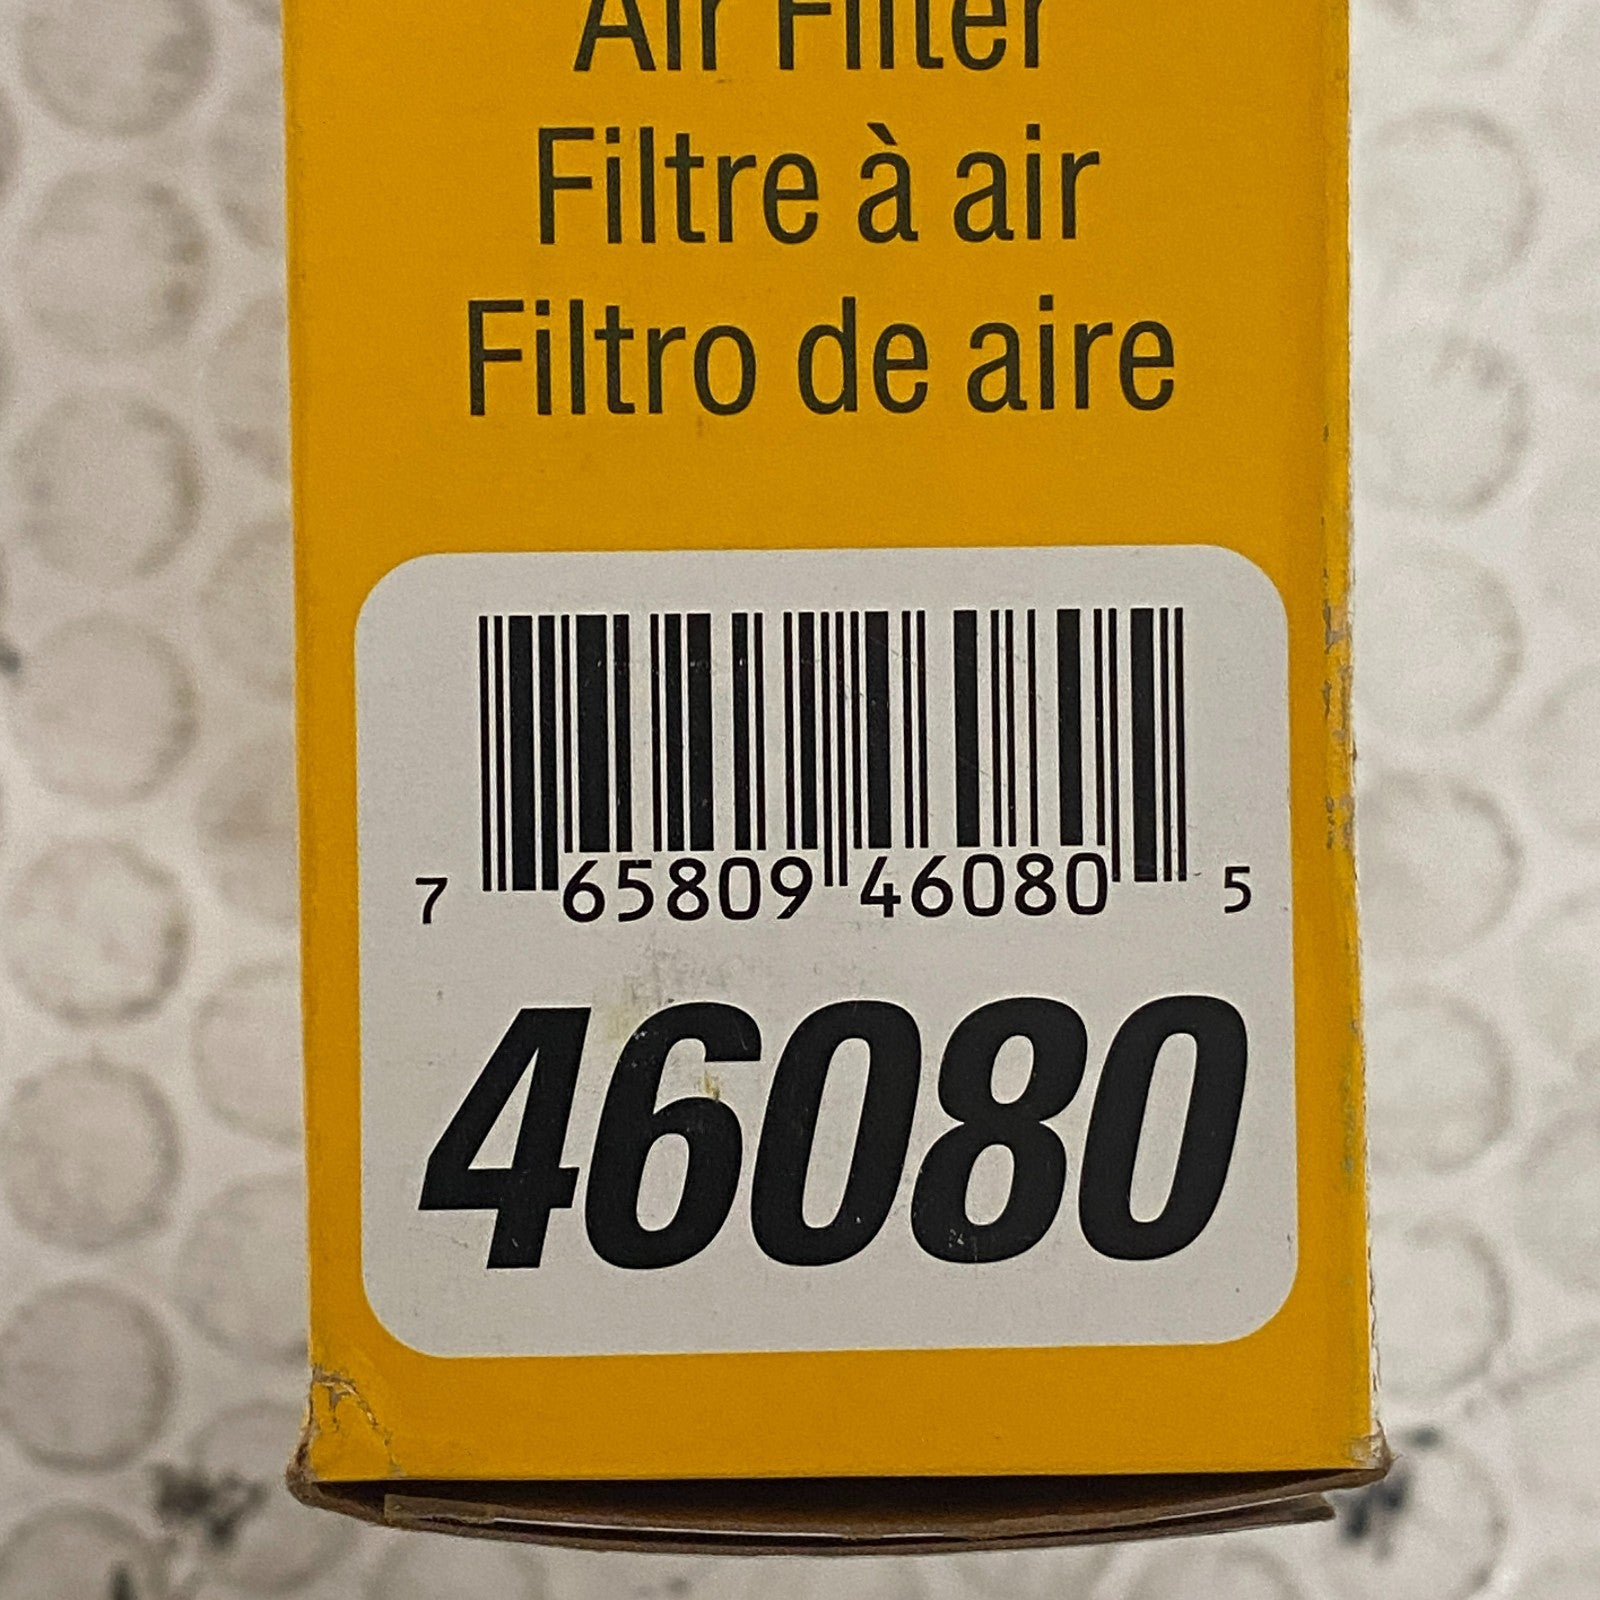 Air Filter
Filtre à air
Filtro de aire
7 65809 46080 5
46080